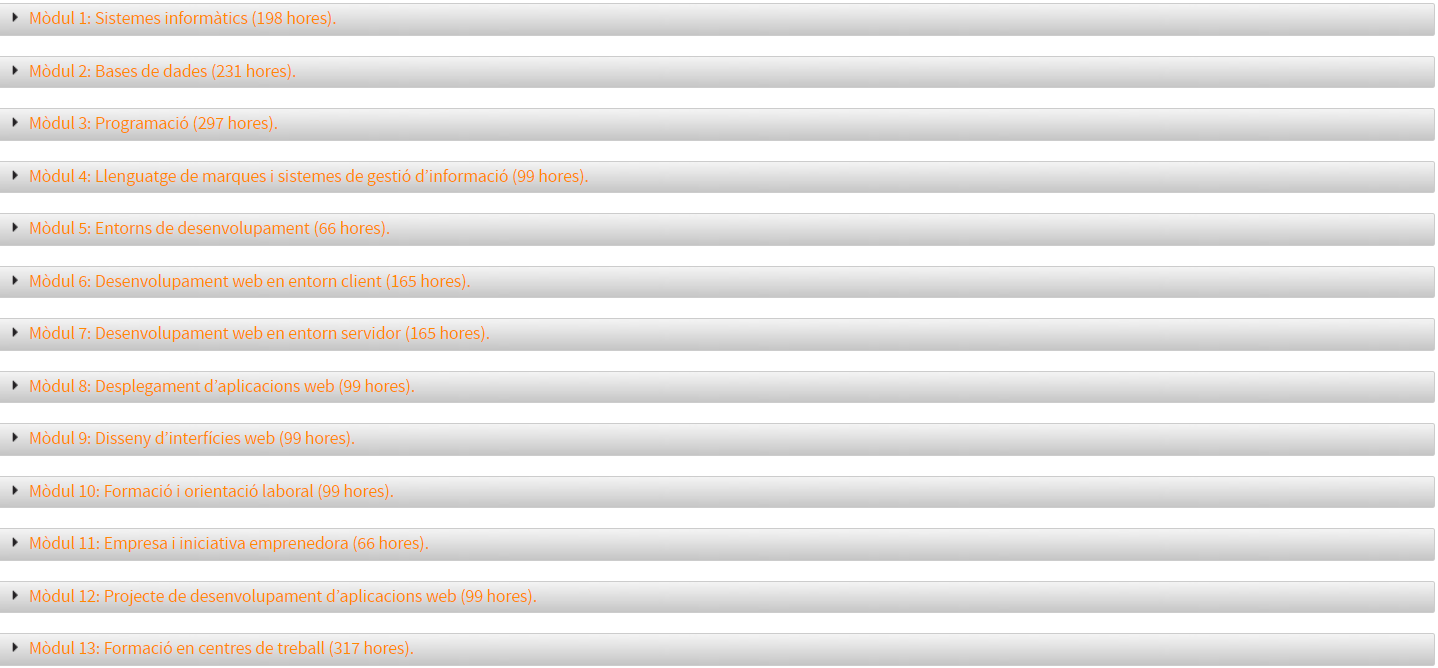 Mòdul 1: Sistemes informàtics (198 hores).
Mòdul 2: Bases de dades (231 hores).
Mòdul 3: Programació (297 hores).
Mòdul 4: Llenguatge de marques i sistemes de gestió d’informació (99 hores).
Mòdul 5: Entorns de desenvolupament (66 hores).
Mòdul 6: Desenvolupament web en entorn client (165 hores).
Mòdul 7: Desenvolupament web en entorn servidor (165 hores).
Mòdul 8: Desplegament d’aplicacions web (99 hores).
Mòdul 9: Disseny d’interfícies web (99 hores).
Mòdul 10: Formació i orientació laboral (99 hores).
Mòdul 11: Empresa i iniciativa emprenedora (66 hores).
Mòdul 12: Projecte de desenvolupament d’aplicacions web (99 hores).
Mòdul 13: Formació en centres de treball (317 hores).